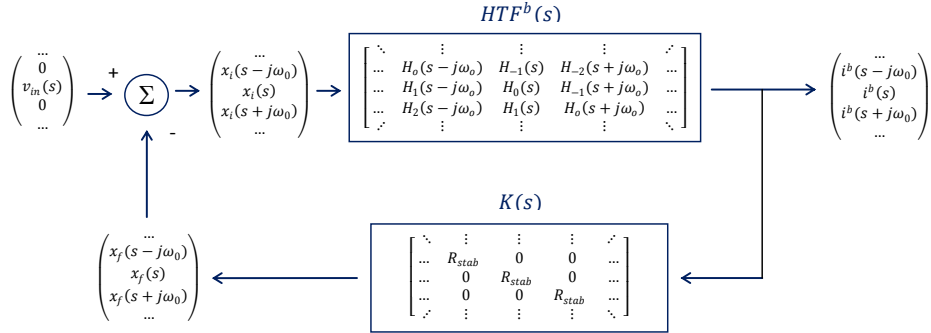 HTF^b(s)
...
0
v_in(s)
0
...
+
Σ
-
...
x_i(s − jω_0)
x_i(s)
x_i(s + jω_0)
...
⋱ ⋮ ⋮ ⋮ ⋰
... H_o(s − jω_o) H_−1(s) H_−2(s + jω_o) ...
... H_1(s − jω_o) H_0(s) H_−1(s + jω_o) ...
... H_2(s − jω_o) H_1(s) H_o(s + jω_o) ...
⋰ ⋮ ⋮ ⋮ ⋱
...
i^b(s − jω_0)
i^b(s)
i^b(s + jω_0)
...
K(s)
...
x_f(s − jω_0)
x_f(s)
x_f(s + jω_0)
...
⋱ ⋮ ⋮ ⋮ ⋰
... R_stab 0 0 ...
... 0 R_stab 0 ...
... 0 0 R_stab ...
⋰ ⋮ ⋮ ⋮ ⋱